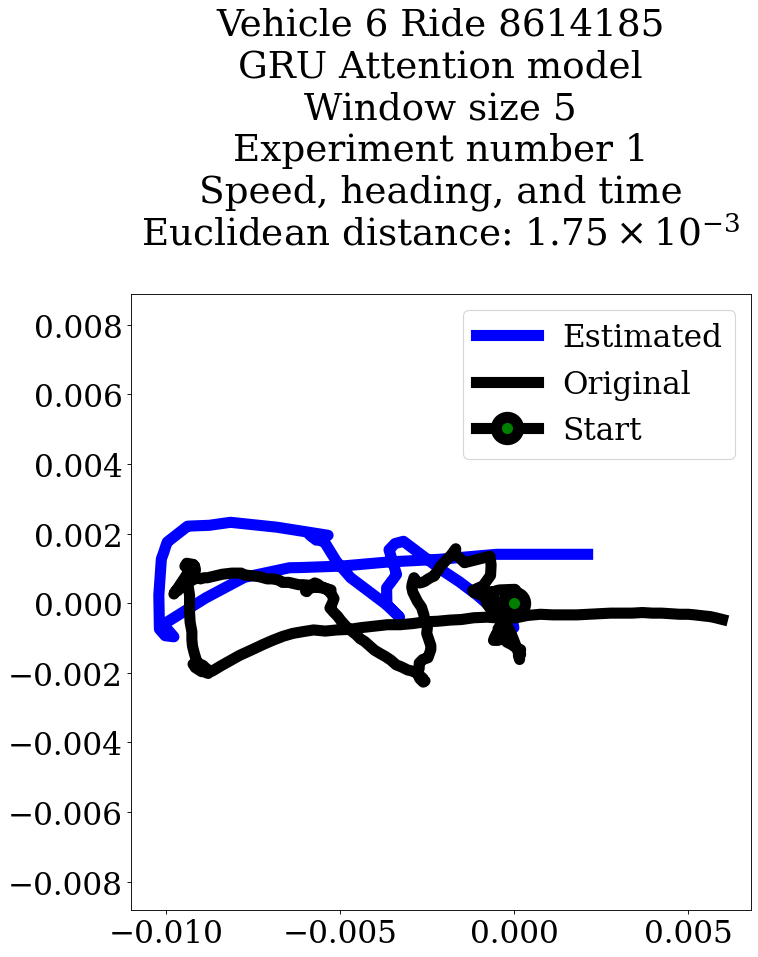 Vehicle 6 Ride 8614185
GRU Attention model
Window size 5
Experiment number 1
Speed, heading, and time
Euclidean distance: 1.75 × 10⁻³
Estimated
Original
Start
0.008
0.006
0.004
0.002
0.000
−0.002
−0.004
−0.006
−0.008
−0.010
−0.005
0.000
0.005